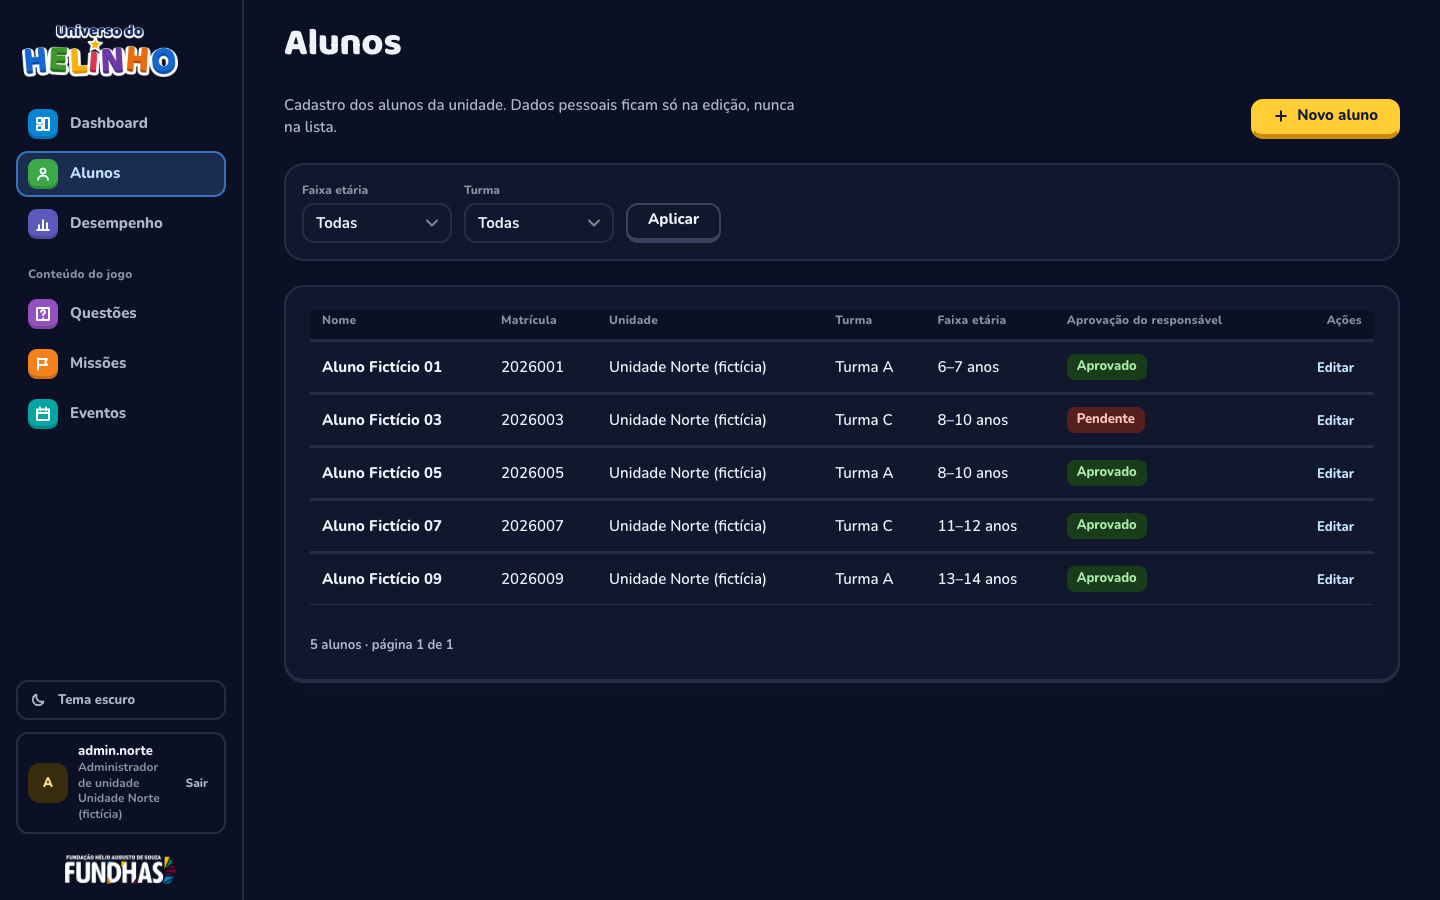 Universo do
HELINHO
Dashboard
Alunos
Desempenho
Conteúdo do jogo
Questões
Missões
Eventos
Tema escuro
A
admin.norte
Administrador
de unidade
Unidade Norte
(fictícia)
Sair
FUNDAÇÃO HÉLIO AUGUSTO DE SOUZA
FUNDHAS
Alunos
Cadastro dos alunos da unidade. Dados pessoais ficam só na edição, nunca
na lista.
+ Novo aluno
Faixa etária Turma
Todas Todas Aplicar
Nome Matrícula Unidade Turma Faixa etária Aprovação do responsável Ações
Aluno Fictício 01 2026001 Unidade Norte (fictícia) Turma A 6–7 anos Aprovado Editar
Aluno Fictício 03 2026003 Unidade Norte (fictícia) Turma C 8–10 anos Pendente Editar
Aluno Fictício 05 2026005 Unidade Norte (fictícia) Turma A 8–10 anos Aprovado Editar
Aluno Fictício 07 2026007 Unidade Norte (fictícia) Turma C 11–12 anos Aprovado Editar
Aluno Fictício 09 2026009 Unidade Norte (fictícia) Turma A 13–14 anos Aprovado Editar
5 alunos · página 1 de 1